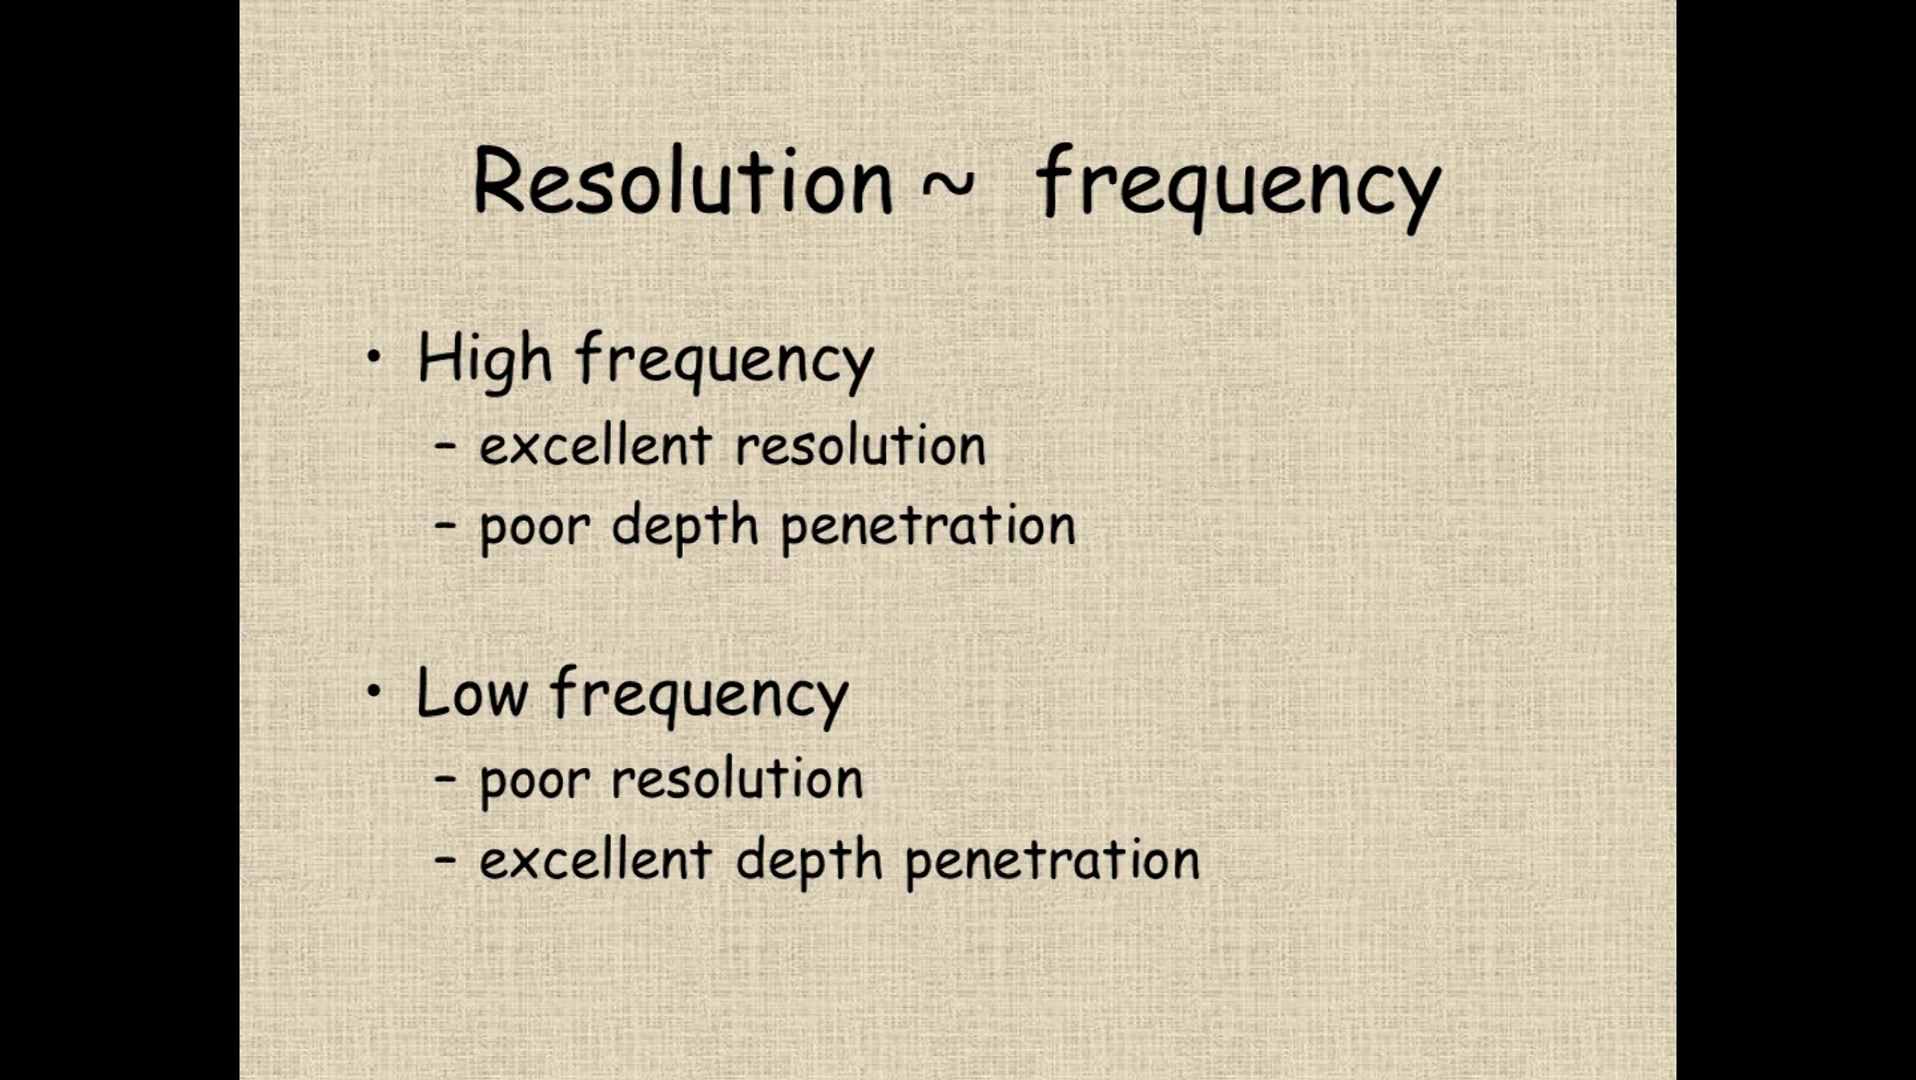 Resolution ~ frequency
• High frequency
– excellent resolution
– poor depth penetration
• Low frequency
– poor resolution
– excellent depth penetration